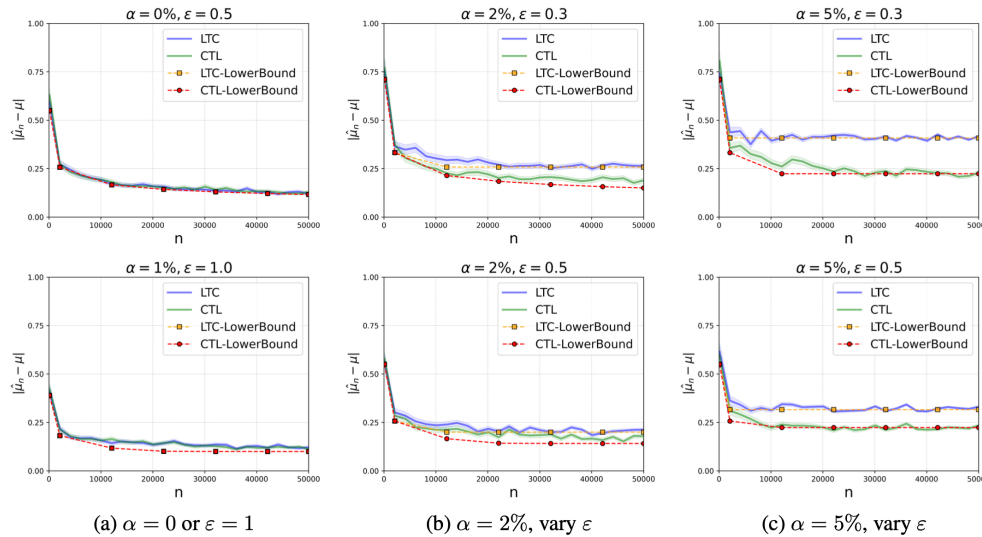 α = 0%, ε = 0.5
1.00
0.75
0.50
0.25
0.00
|μ̂ₙ − μ|
LTC
CTL
LTC-LowerBound
CTL-LowerBound
0 10000 20000 30000 40000 50000
n
α = 2%, ε = 0.3
1.00
0.75
0.50
0.25
0.00
|μ̂ₙ − μ|
LTC
CTL
LTC-LowerBound
CTL-LowerBound
0 10000 20000 30000 40000 50000
n
α = 5%, ε = 0.3
1.00
0.75
0.50
0.25
0.00
|μ̂ₙ − μ|
LTC
CTL
LTC-LowerBound
CTL-LowerBound
0 10000 20000 30000 40000 5000
n
α = 1%, ε = 1.0
1.00
0.75
0.50
0.25
0.00
|μ̂ₙ − μ|
LTC
CTL
LTC-LowerBound
CTL-LowerBound
0 10000 20000 30000 40000 50000
n
α = 2%, ε = 0.5
1.00
0.75
0.50
0.25
0.00
|μ̂ₙ − μ|
LTC
CTL
LTC-LowerBound
CTL-LowerBound
0 10000 20000 30000 40000 50000
n
α = 5%, ε = 0.5
1.00
0.75
0.50
0.25
0.00
|μ̂ₙ − μ|
LTC
CTL
LTC-LowerBound
CTL-LowerBound
0 10000 20000 30000 40000 5000
n
(a) α = 0 or ε = 1
(b) α = 2%, vary ε
(c) α = 5%, vary ε